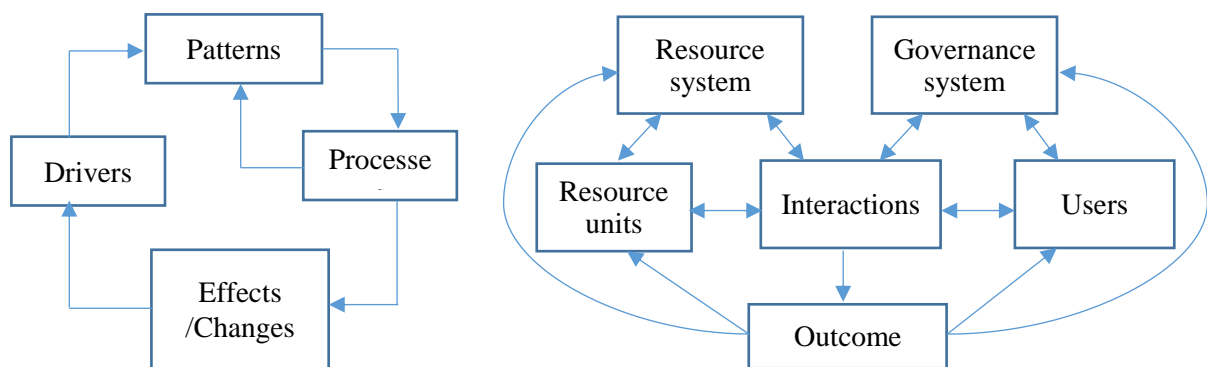 Patterns
Drivers
Processe
Effects
/Changes
Resource
system
Governance
system
Resource
units
Interactions
Users
Outcome